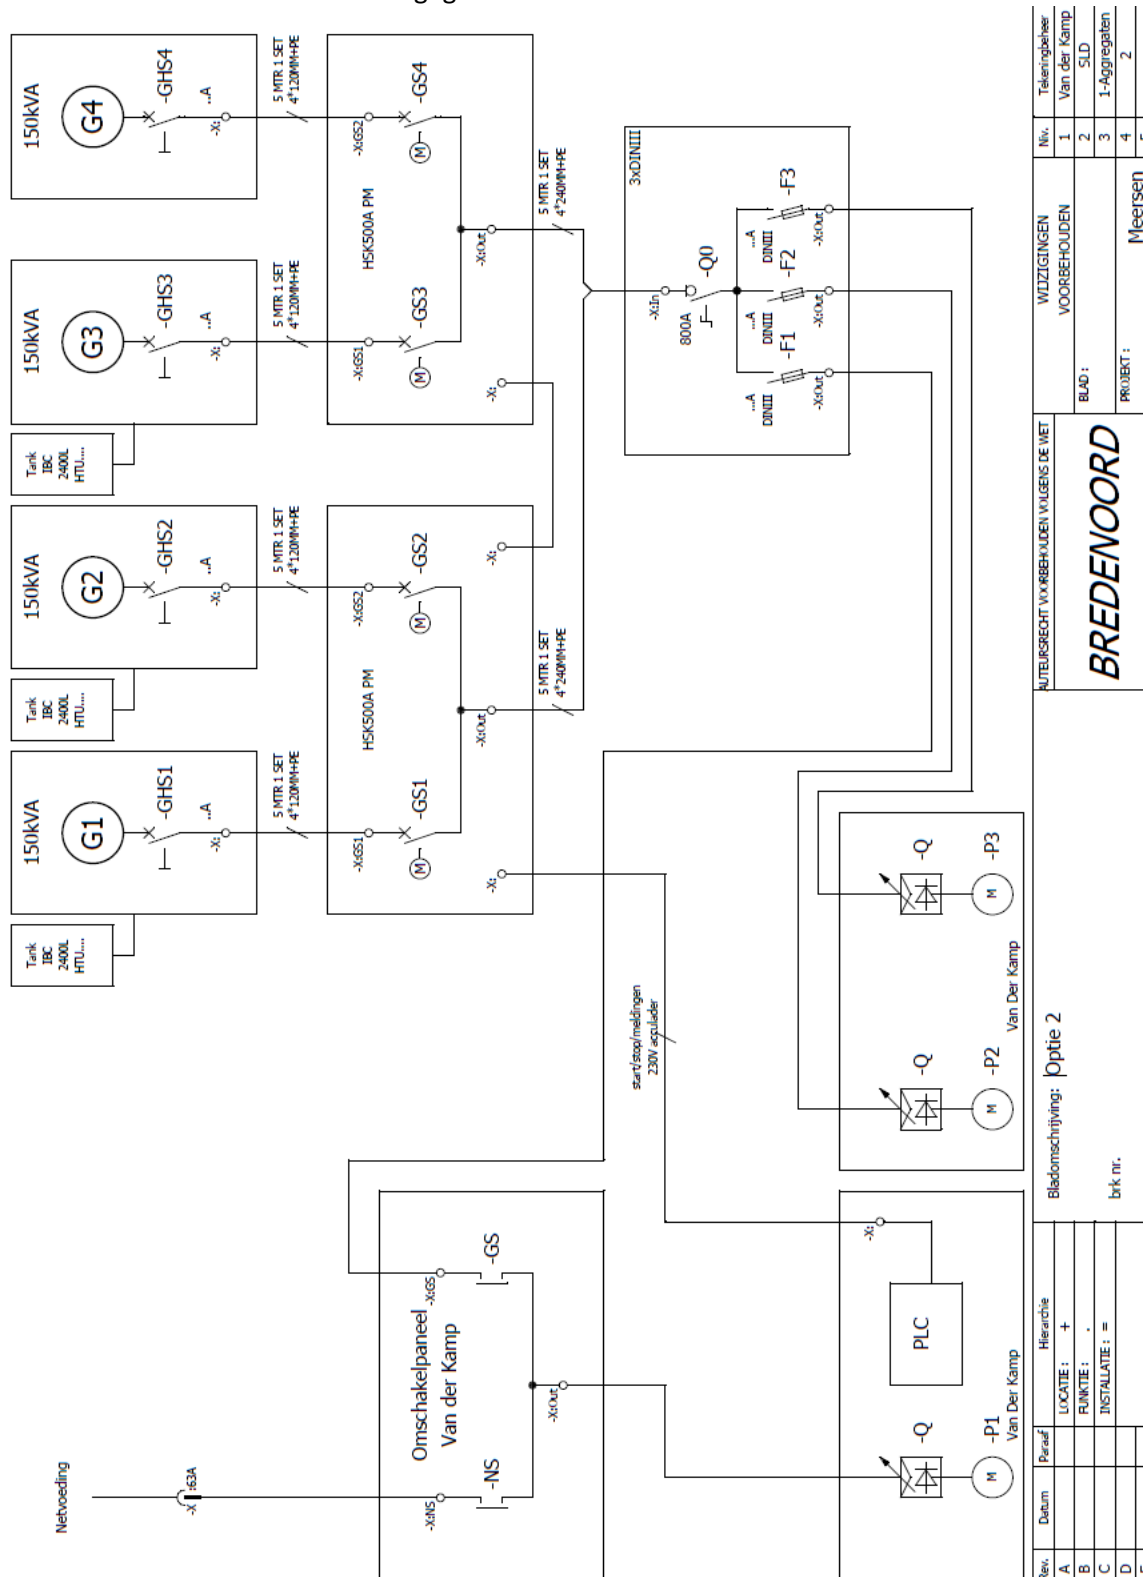 150kVA
G4
-GHS4
..A
-X:
5 MTR 1 SET
4*120MM+PE
-X:GS2
-GS4
M
HSK500A PM
-X:Out
5 MTR 1 SET
4*240MM+PE
150kVA
G3
-GHS3
..A
-X:
5 MTR 1 SET
4*120MM+PE
-X:GS1
-GS3
M
-X:
Tank
IBC
2400L
HTU....
3xDINIII
-X:In
-Q0
800A
...A
DINIII
-F3
-X:Out
...A
DINIII
-F2
-X:Out
...A
DINIII
-F1
-X:Out
150kVA
G2
-GHS2
..A
-X:
5 MTR 1 SET
4*120MM+PE
-X:GS2
-GS2
M
-X:
HSK500A PM
-X:Out
5 MTR 1 SET
4*240MM+PE
Tank
IBC
2400L
HTU....
150kVA
G1
-GHS1
..A
-X:
5 MTR 1 SET
4*120MM+PE
-X:GS1
-GS1
M
-X:
Tank
IBC
2400L
HTU....
start/stop/meldingen
230V acculader
-Q
-P3
M
-Q
-P2
M
Van Der Kamp
Netvoeding
-X
:63A
Omschakelpaneel
Van der Kamp
-X:GS
-GS
-X:NS
-NS
-X:Out
-X:
PLC
-Q
-P1
M
Van Der Kamp
Rev.
Datum
Paraaf
Hierarchie
A
B
C
D
LOCATIE : +
FUNKTIE : .
INSTALLATIE : =
Bladomschrijving: Optie 2
brk nr.
AUTEURSRECHT VOORBEHOUDEN VOLGENS DE WET
BREDENOORD
WIJZIGINGEN
VOORBEHOUDEN
BLAD :
PROJEKT :
Meersen
Niv.
Tekeningbeheer
1 Van der Kamp
2 SLD
3 1-Aggregaten
4 2